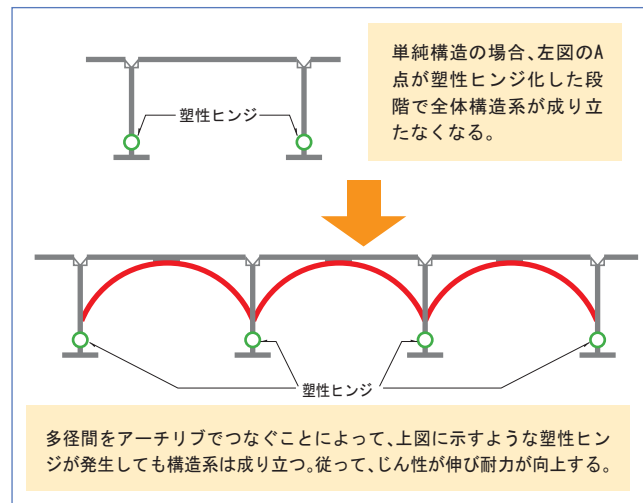 単純構造の場合、左図のA
点が塑性ヒンジ化した段
階で全体構造系が成り立
たなくなる。
塑性ヒンジ
塑性ヒンジ
多径間をアーチリブでつなぐことによって、上図に示すような塑性ヒン
ジが発生しても構造系は成り立つ。従って、じん性が伸び耐力が向上する。